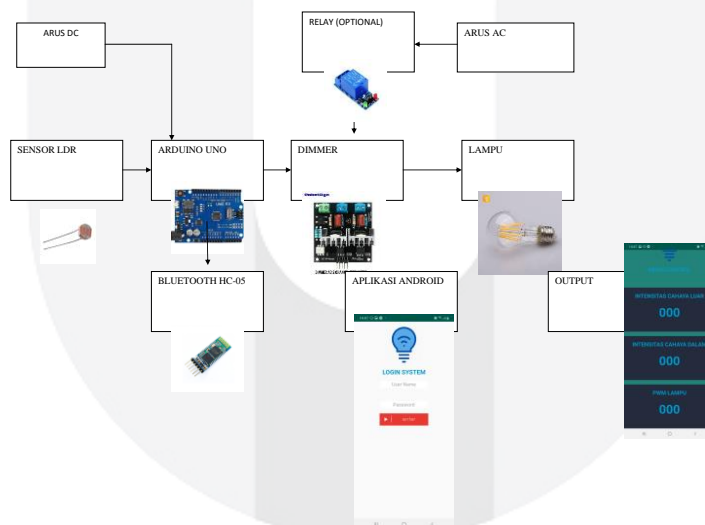 ARUS DC
RELAY (OPTIONAL)
ARUS AC
SENSOR LDR
ARDUINO UNO
DIMMER
LAMPU
BLUETOOTH HC-05
APLIKASI ANDROID
LOGIN SYSTEM
User Name
Password
OUTPUT
INTENSITAS CAHAYA LUAR
000
INTENSITAS CAHAYA DALAM
000
PWM LAMPU
000